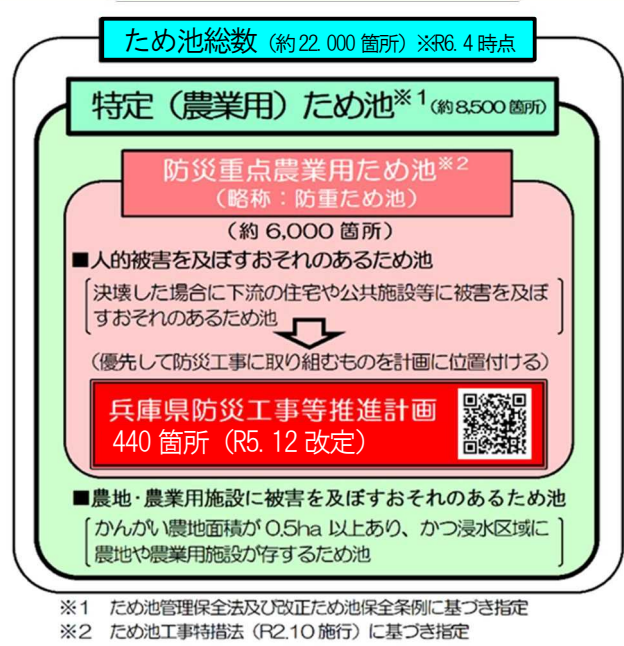 ため池総数（約22.000箇所）※R6.4時点
特定（農業用）ため池※1(約8,500箇所)
防災重点農業用ため池※2
（略称：防重ため池）
（約 6,000 箇所）
■人的被害を及ぼすおそれのあるため池
決壊した場合に下流の住宅や公共施設等に被害を及ぼ
すおそれのあるため池
（優先して防災工事に取り組むものを計画に位置付ける）
兵庫県防災工事等推進計画
440 箇所（R5.12 改定）
■農地・農業用施設に被害を及ぼすおそれのあるため池
かんがい農地面積が 0.5ha 以上あり、かつ浸水区域に
農地や農業用施設が存するため池
※1 ため池管理保全法及び改正ため池保全条例に基づき指定
※2 ため池工事特措法（R2.10 施行）に基づき指定